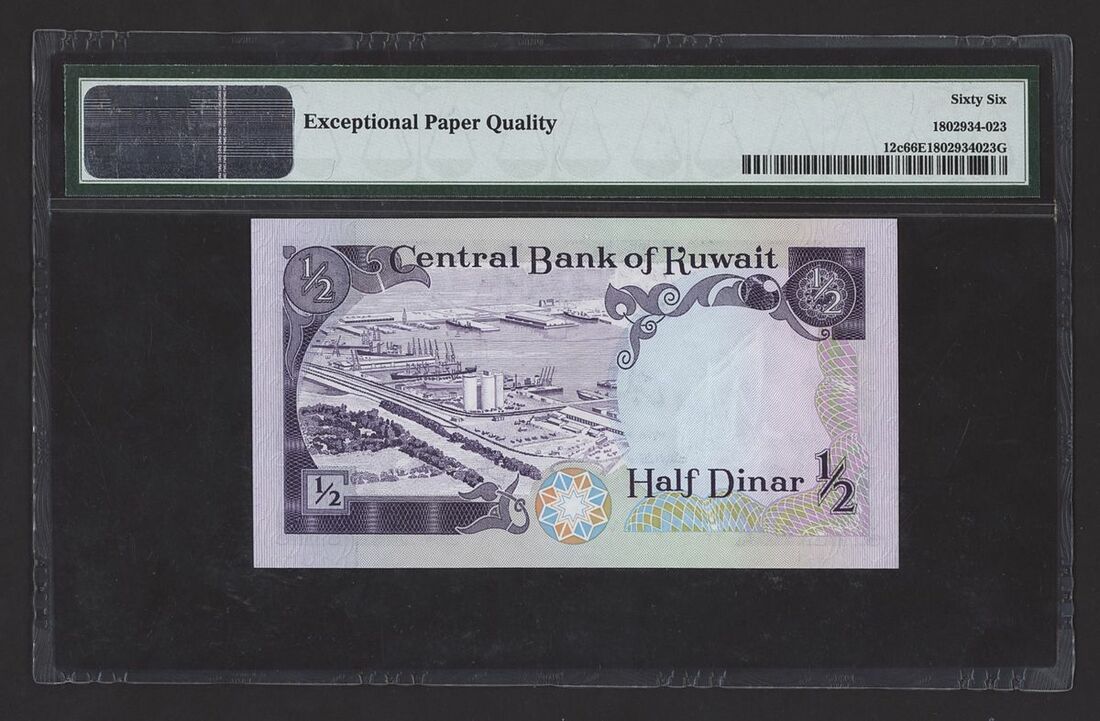 Exceptional Paper Quality
Sixty Six
1802934-023
12c66E1802934023G
1/2
Central Bank of Kuwait
1/2
1/2
Half Dinar
1/2